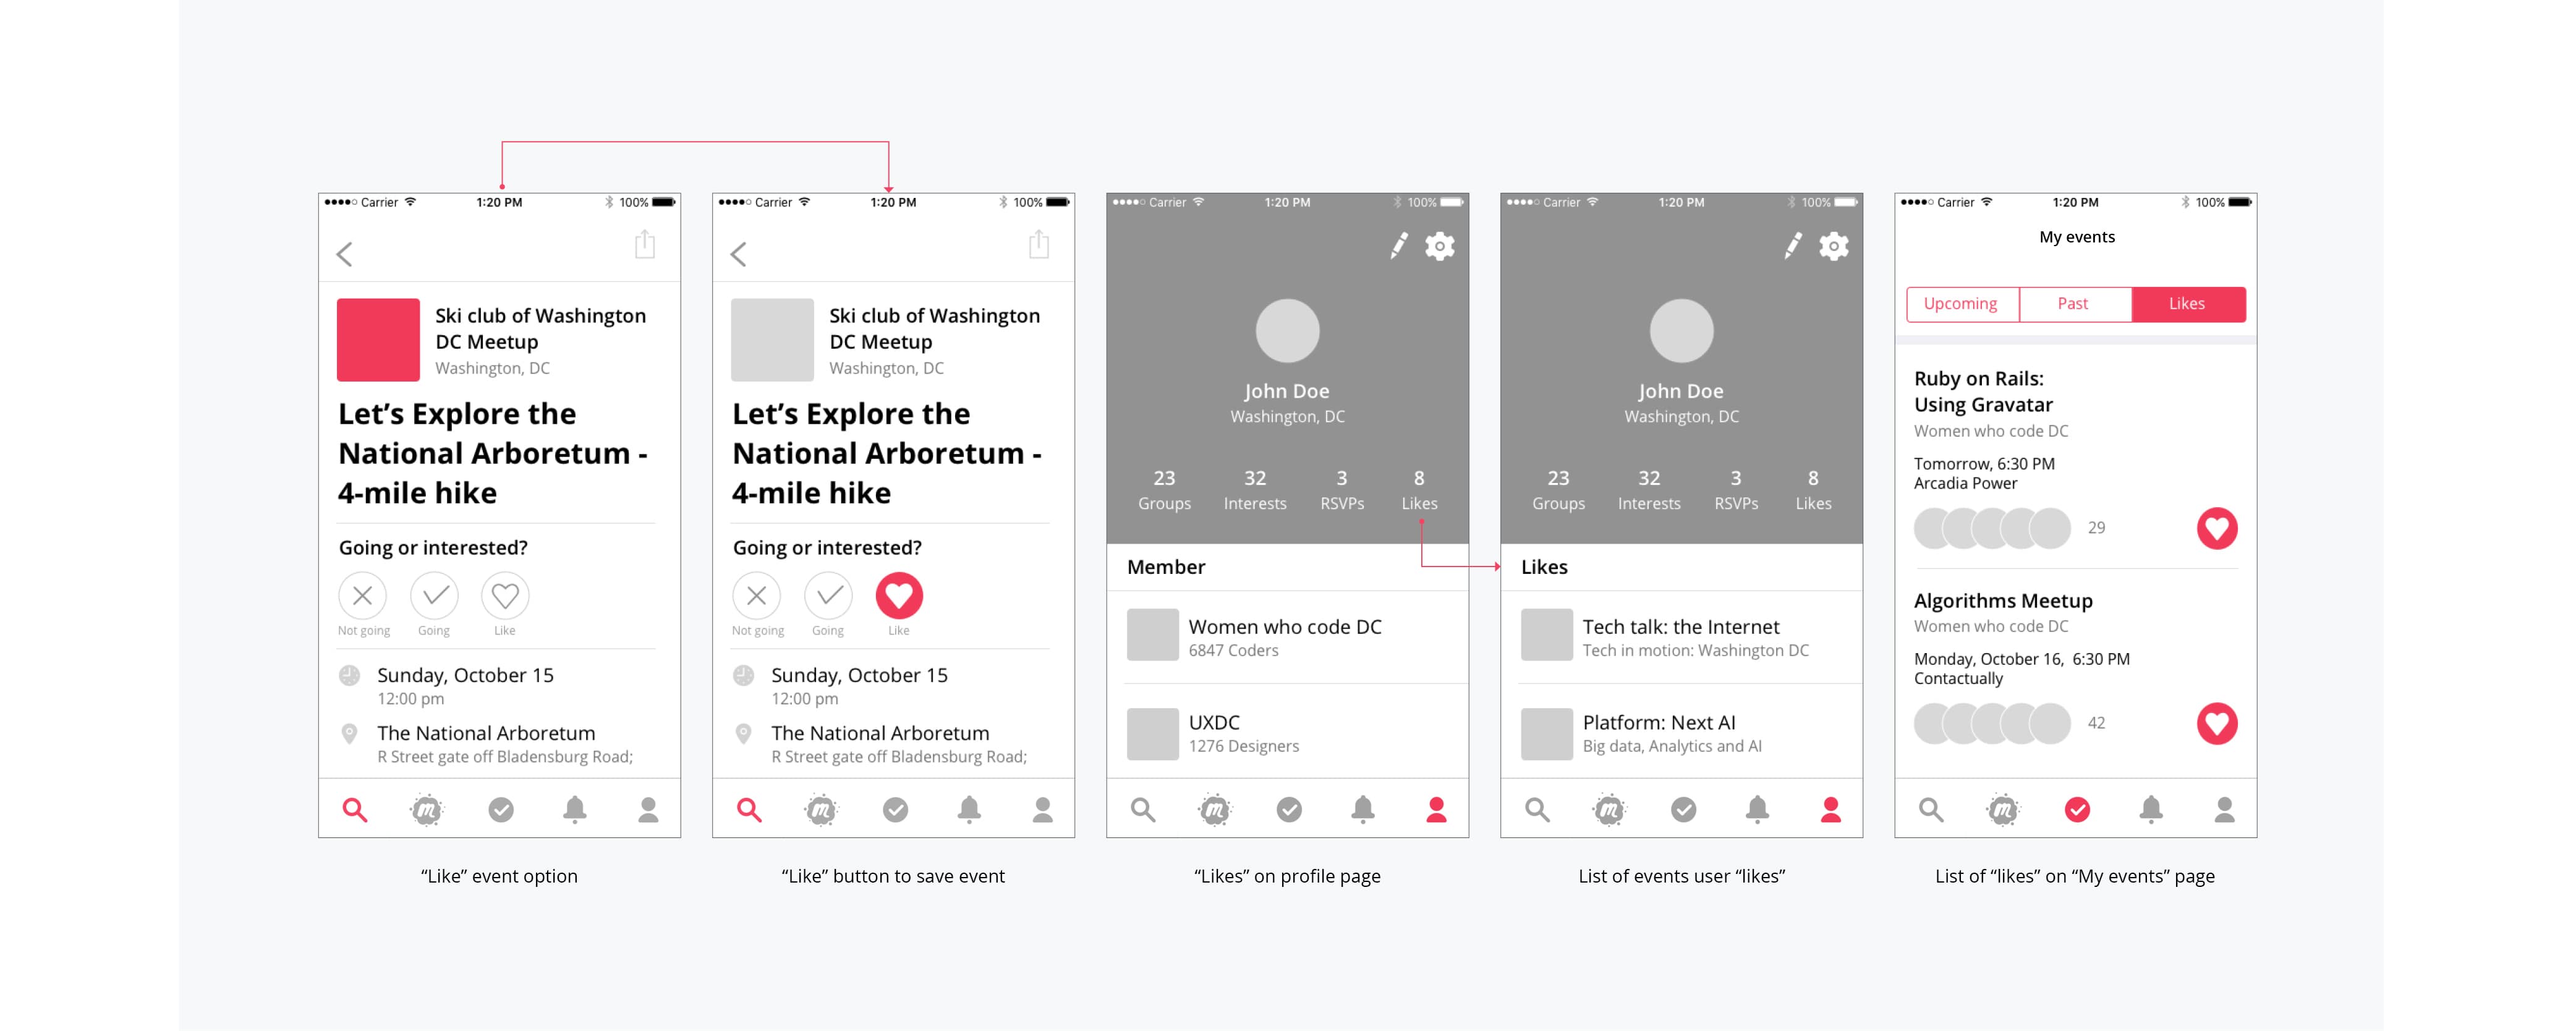 Carrier 1:20 PM 100%
Ski club of Washington
DC Meetup
Washington, DC
Let’s Explore the
National Arboretum -
4-mile hike
Going or interested?
Not going Going Like
Sunday, October 15
12:00 pm
The National Arboretum
R Street gate off Bladensburg Road;
m
“Like” event option
Carrier 1:20 PM 100%
Ski club of Washington
DC Meetup
Washington, DC
Let’s Explore the
National Arboretum -
4-mile hike
Going or interested?
Not going Going Like
Sunday, October 15
12:00 pm
The National Arboretum
R Street gate off Bladensburg Road;
m
“Like” button to save event
Carrier 1:20 PM 100%
John Doe
Washington, DC
23 32 3 8
Groups Interests RSVPs Likes
Member
Women who code DC
6847 Coders
UXDC
1276 Designers
m
“Likes” on profile page
Carrier 1:20 PM 100%
John Doe
Washington, DC
23 32 3 8
Groups Interests RSVPs Likes
Likes
Tech talk: the Internet
Tech in motion: Washington DC
Platform: Next AI
Big data, Analytics and AI
m
List of events user “likes”
Carrier 1:20 PM 100%
My events
Upcoming Past Likes
Ruby on Rails:
Using Gravatar
Women who code DC
Tomorrow, 6:30 PM
Arcadia Power
29
Algorithms Meetup
Women who code DC
Monday, October 16, 6:30 PM
Contactually
42
m
List of “likes” on “My events” page